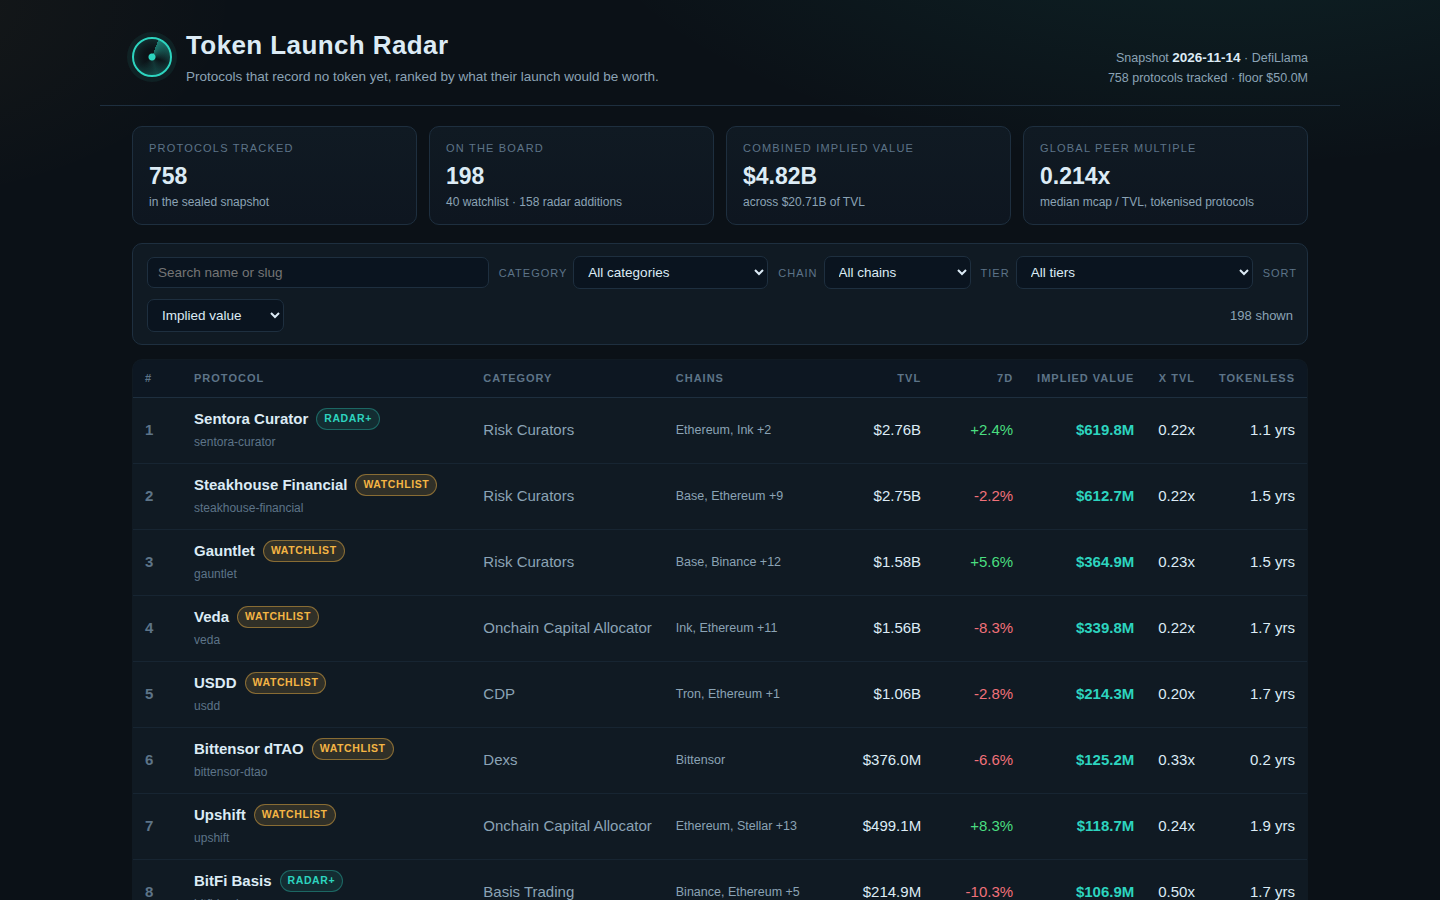 Token Launch Radar
Protocols that record no token yet, ranked by what their launch would be worth.
Snapshot 2026-11-14 · DefiLlama
758 protocols tracked · floor $50.0M
PROTOCOLS TRACKED
758
in the sealed snapshot
ON THE BOARD
198
40 watchlist · 158 radar additions
COMBINED IMPLIED VALUE
$4.82B
across $20.71B of TVL
GLOBAL PEER MULTIPLE
0.214x
median mcap / TVL, tokenised protocols
Search name or slug CATEGORY All categories CHAIN All chains TIER All tiers SORT
Implied value 198 shown
# PROTOCOL CATEGORY CHAINS TVL 7D IMPLIED VALUE X TVL TOKENLESS
1 Sentora Curator RADAR+ Risk Curators Ethereum, Ink +2 $2.76B +2.4% $619.8M 0.22x 1.1 yrs
sentora-curator
2 Steakhouse Financial WATCHLIST Risk Curators Base, Ethereum +9 $2.75B -2.2% $612.7M 0.22x 1.5 yrs
steakhouse-financial
3 Gauntlet WATCHLIST Risk Curators Base, Binance +12 $1.58B +5.6% $364.9M 0.23x 1.5 yrs
gauntlet
4 Veda WATCHLIST Onchain Capital Allocator Ink, Ethereum +11 $1.56B -8.3% $339.8M 0.22x 1.7 yrs
veda
5 USDD WATCHLIST CDP Tron, Ethereum +1 $1.06B -2.8% $214.3M 0.20x 1.7 yrs
usdd
6 Bittensor dTAO WATCHLIST Dexs Bittensor $376.0M -6.6% $125.2M 0.33x 0.2 yrs
bittensor-dtao
7 Upshift WATCHLIST Onchain Capital Allocator Ethereum, Stellar +13 $499.1M +8.3% $118.7M 0.24x 1.9 yrs
upshift
8 BitFi Basis RADAR+ Basis Trading Binance, Ethereum +5 $214.9M -10.3% $106.9M 0.50x 1.7 yrs